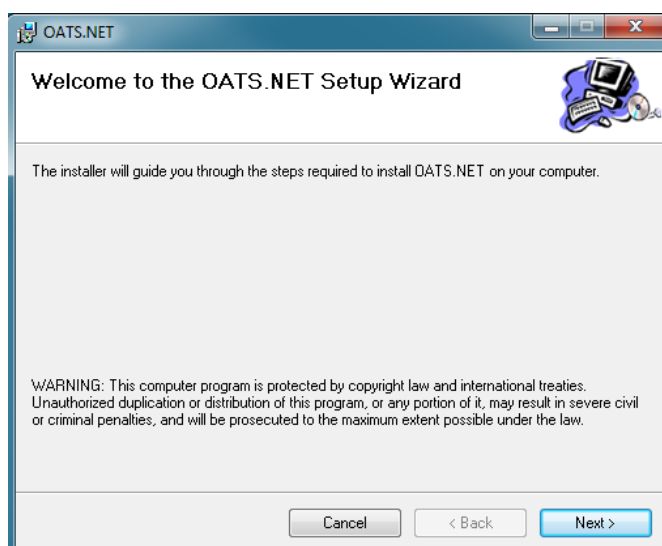 OATS.NET
Welcome to the OATS.NET Setup Wizard
The installer will guide you through the steps required to install OATS.NET on your computer.
WARNING: This computer program is protected by copyright law and international treaties.
Unauthorized duplication or distribution of this program, or any portion of it, may result in severe civil
or criminal penalties, and will be prosecuted to the maximum extent possible under the law.
Cancel < Back Next >